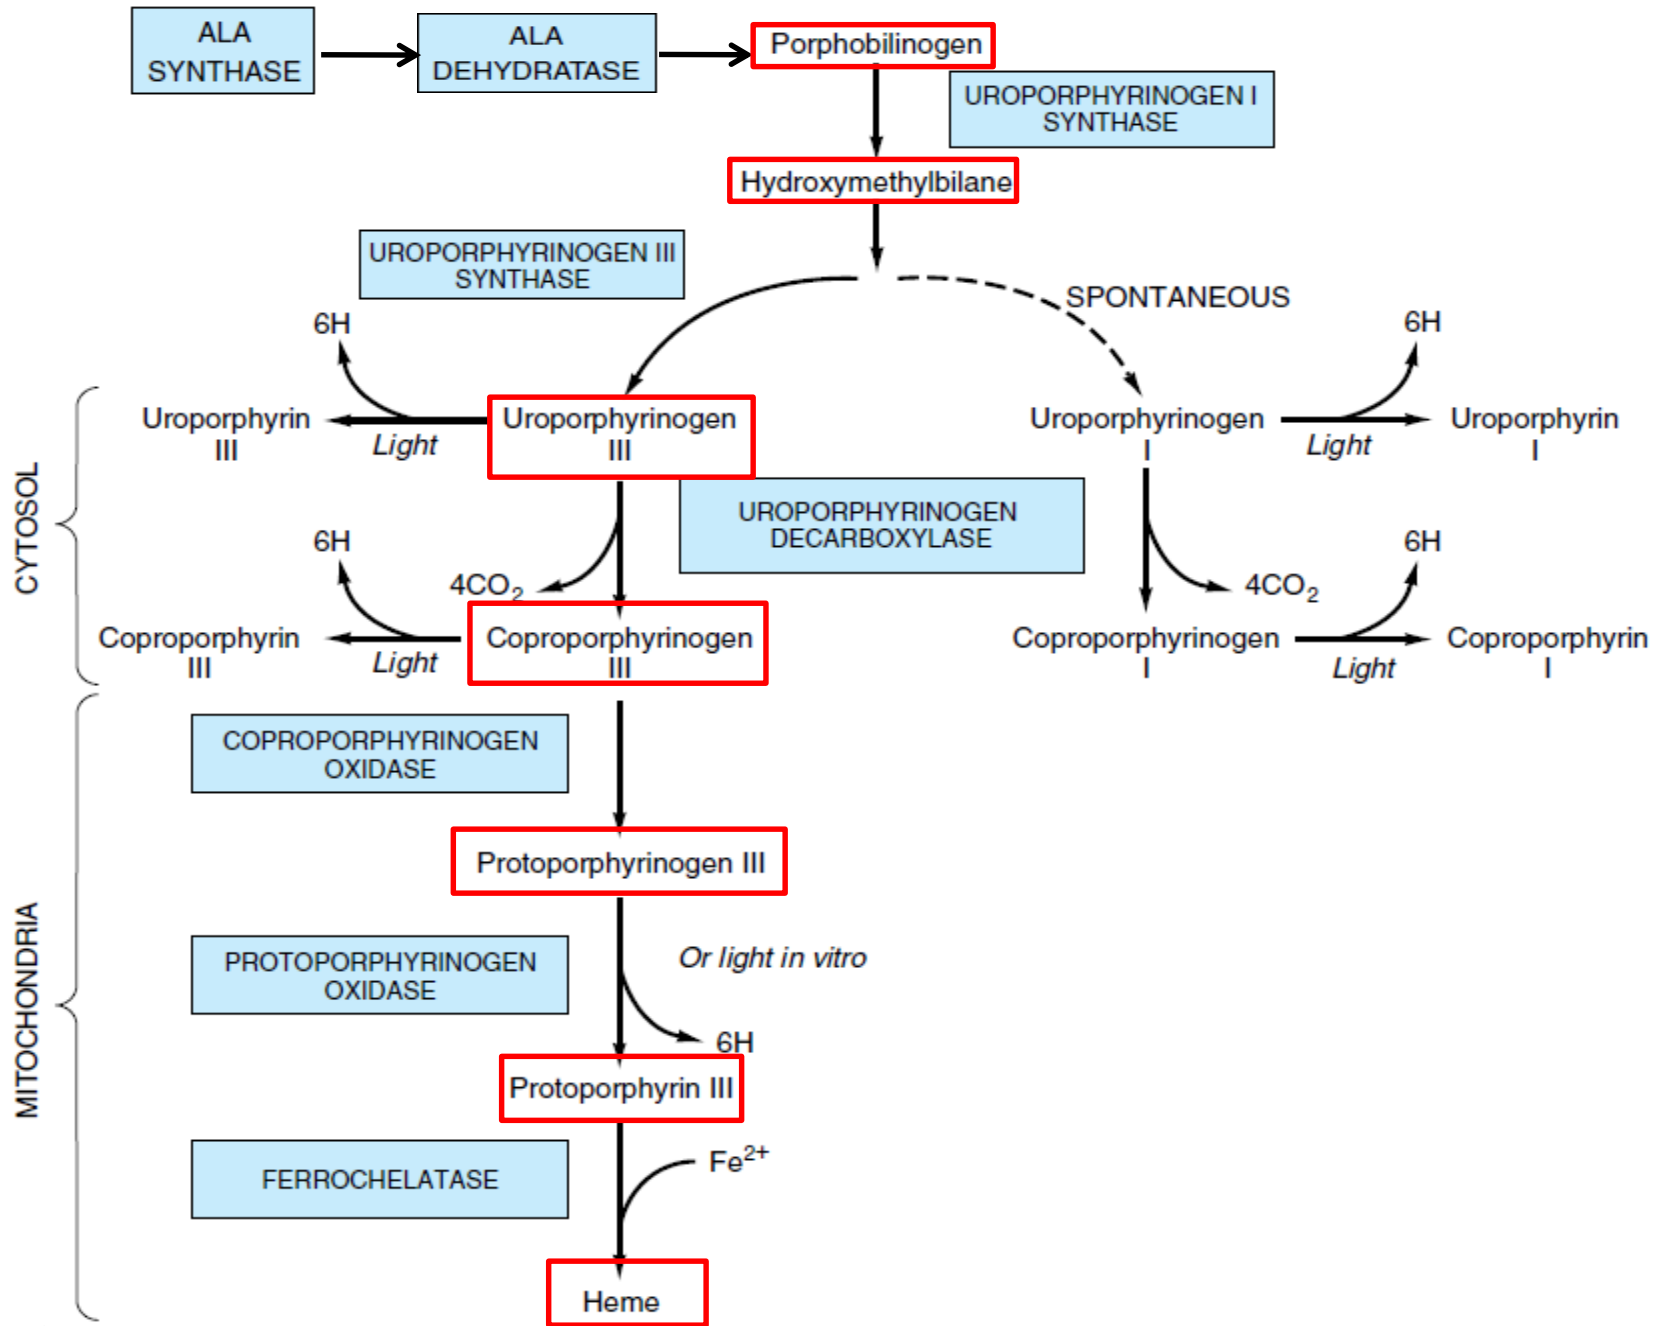 ALA
SYNTHASE
ALA
DEHYDRATASE
Porphobilinogen
UROPORPHYRINOGEN I
SYNTHASE
Hydroxymethylbilane
UROPORPHYRINOGEN III
SYNTHASE
SPONTANEOUS
6H
6H
Uroporphyrin
III
Light
Uroporphyrinogen
III
Uroporphyrinogen
I
Light
Uroporphyrin
I
CYTOSOL
UROPORPHYRINOGEN
DECARBOXYLASE
6H
4CO₂
4CO₂
6H
Coproporphyrin
III
Light
Coproporphyrinogen
III
Coproporphyrinogen
I
Light
Coproporphyrin
I
COPROPORPHYRINOGEN
OXIDASE
Protoporphyrinogen III
MITOCHONDRIA
PROTOPORPHYRINOGEN
OXIDASE
Or light in vitro
6H
Protoporphyrin III
Fe²⁺
FERROCHELATASE
Heme